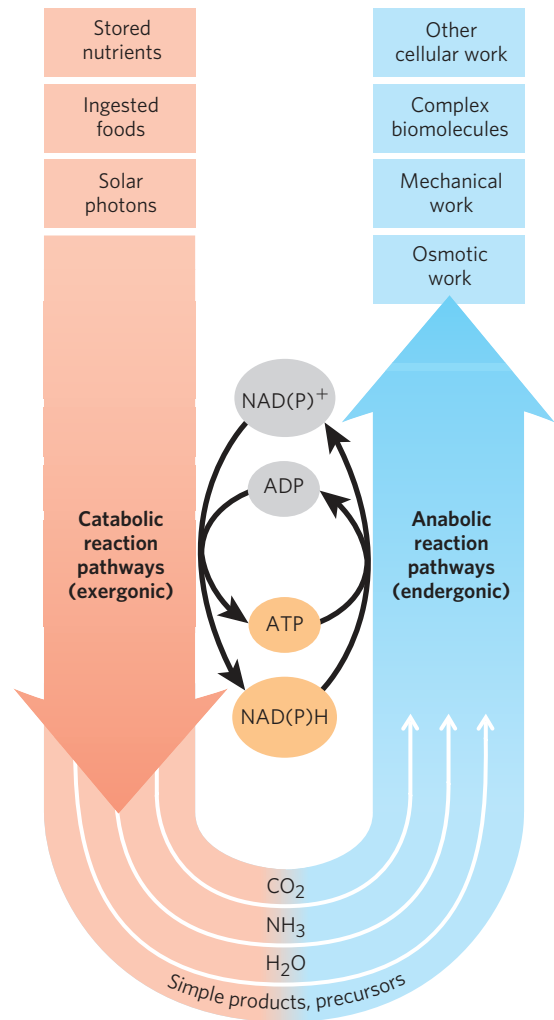 Stored
nutrients
Ingested
foods
Solar
photons
Other
cellular work
Complex
biomolecules
Mechanical
work
Osmotic
work
NAD(P)⁺
ADP
Catabolic
reaction
pathways
(exergonic)
Anabolic
reaction
pathways
(endergonic)
ATP
NAD(P)H
CO₂
NH₃
H₂O
Simple products, precursors